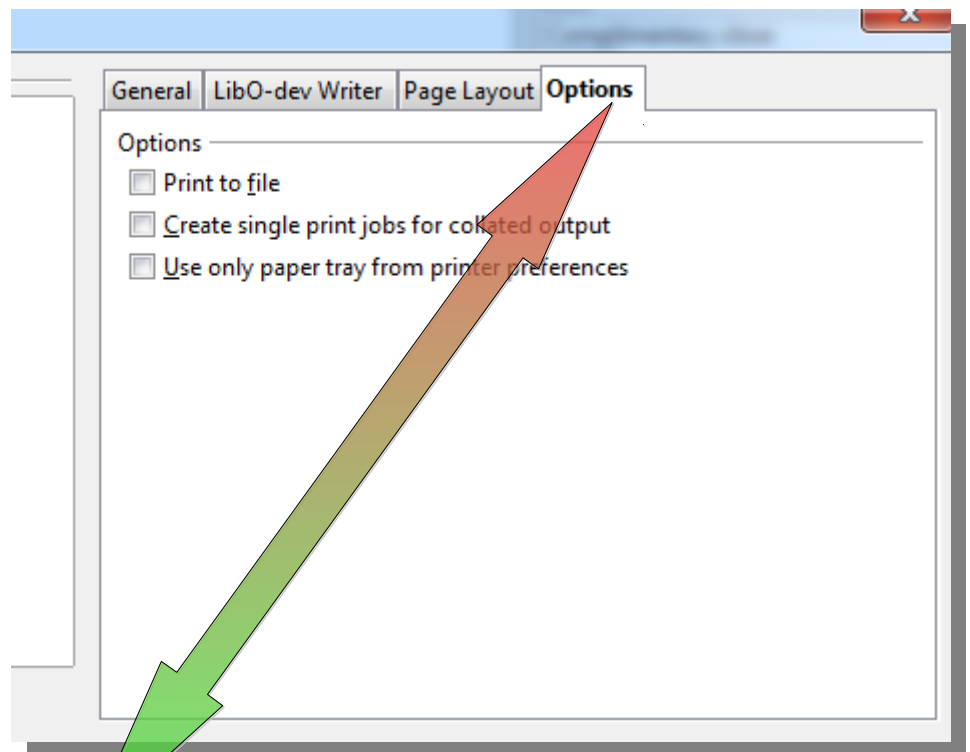 General LibO-dev Writer Page Layout Options
Options
Print to file
Create single print jobs for collated output
Use only paper tray from printer preferences